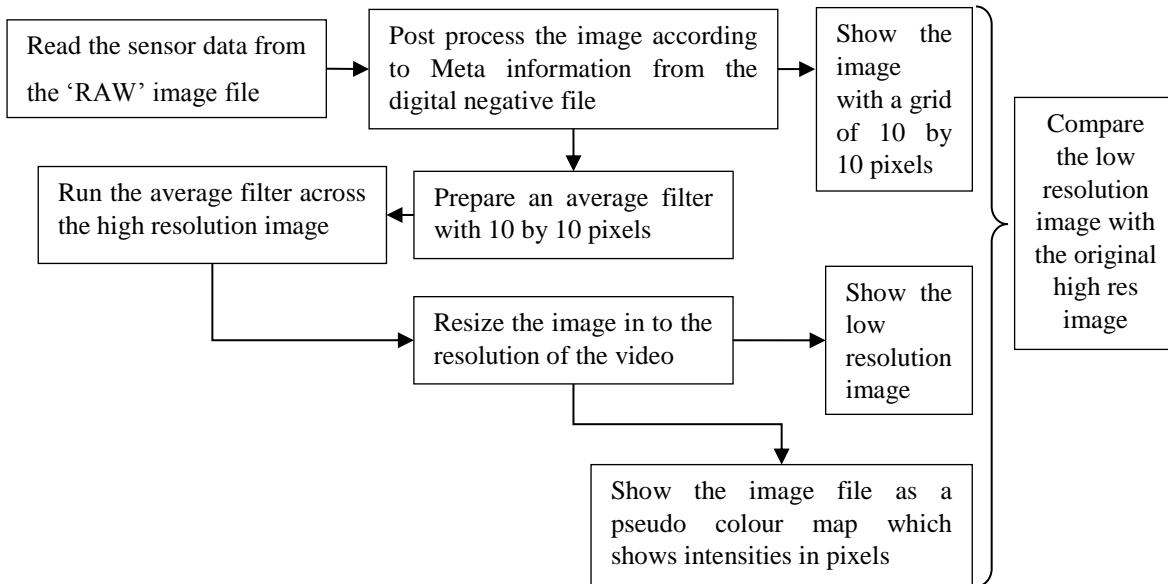 Read the sensor data from
the ‘RAW’ image file
Post process the image according
to Meta information from the
digital negative file
Show the
image
with a grid
of 10 by
10 pixels
Compare
the low
resolution
image with
the original
high res
image
Run the average filter across
the high resolution image
Prepare an average filter
with 10 by 10 pixels
Resize the image in to the
resolution of the video
Show the
low
resolution
image
Show the image file as a
pseudo colour map which
shows intensities in pixels